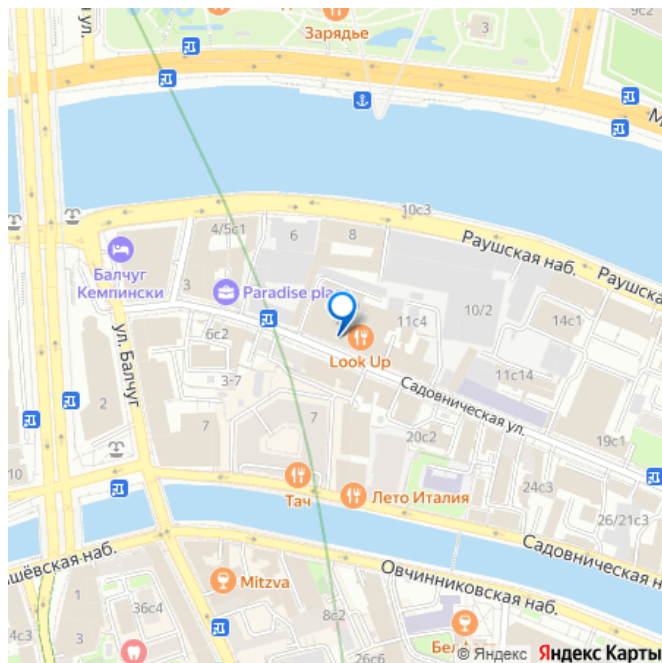 9с2
Зарядье
3
ул.
М
10с3
4/5с1
6
8
Раушская наб.
Раушска
Балчуг
Кемпински
3
Paradise pla
10/2
11с4
14с1
6с2
Look Up
ул. Балчуг
3-7
11с14
2
Садовническая ул.
7
7
20с2
19с1
10
24с3
Тач
Лето Италия
26/21с3
Садовническая н
шёвская наб.
Овчинниковская наб.
Mitzva
36с4
8с2
4с3
1
3
26с6
Бел
© Яндекс Яндекс Карты